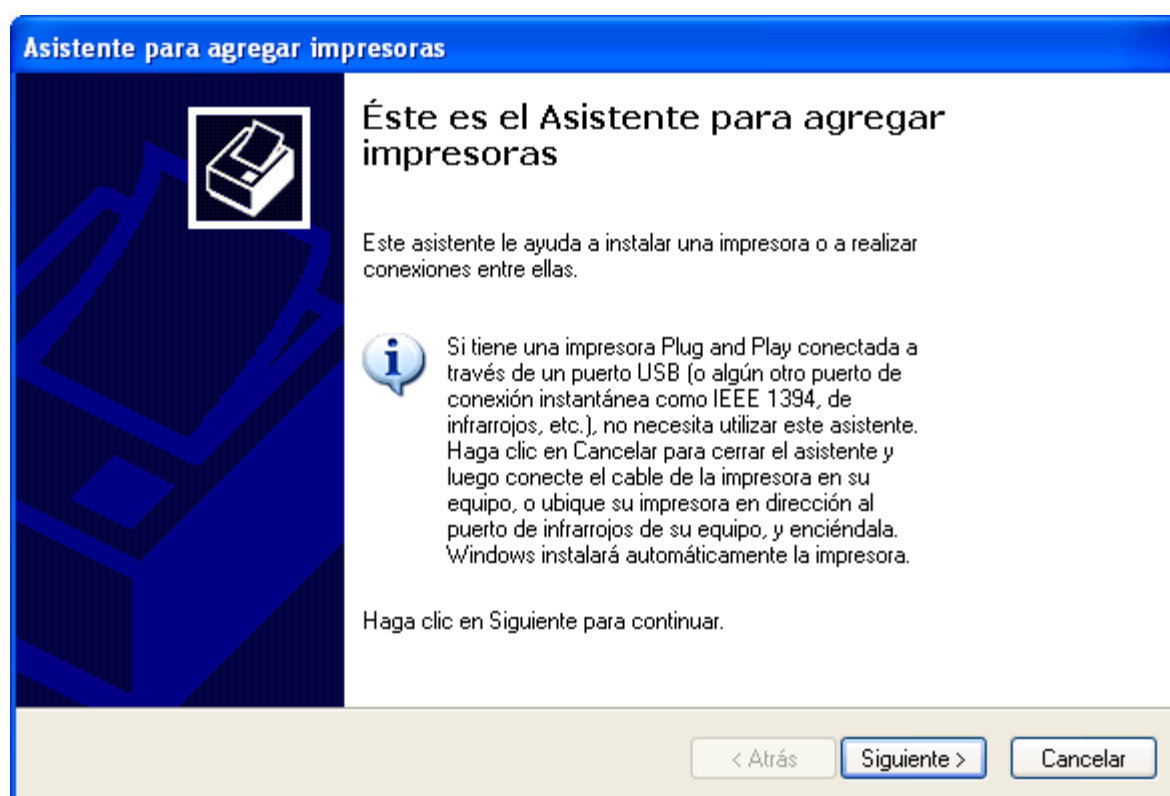 Asistente para agregar impresoras
Éste es el Asistente para agregar
impresoras
Este asistente le ayuda a instalar una impresora o a realizar
conexiones entre ellas.
Si tiene una impresora Plug and Play conectada a
través de un puerto USB (o algún otro puerto de
conexión instantánea como IEEE 1394, de
infrarrojos, etc.), no necesita utilizar este asistente.
Haga clic en Cancelar para cerrar el asistente y
luego conecte el cable de la impresora en su
equipo, o ubique su impresora en dirección al
puerto de infrarrojos de su equipo, y enciéndala.
Windows instalará automáticamente la impresora.
Haga clic en Siguiente para continuar.
< Atrás Siguiente > Cancelar